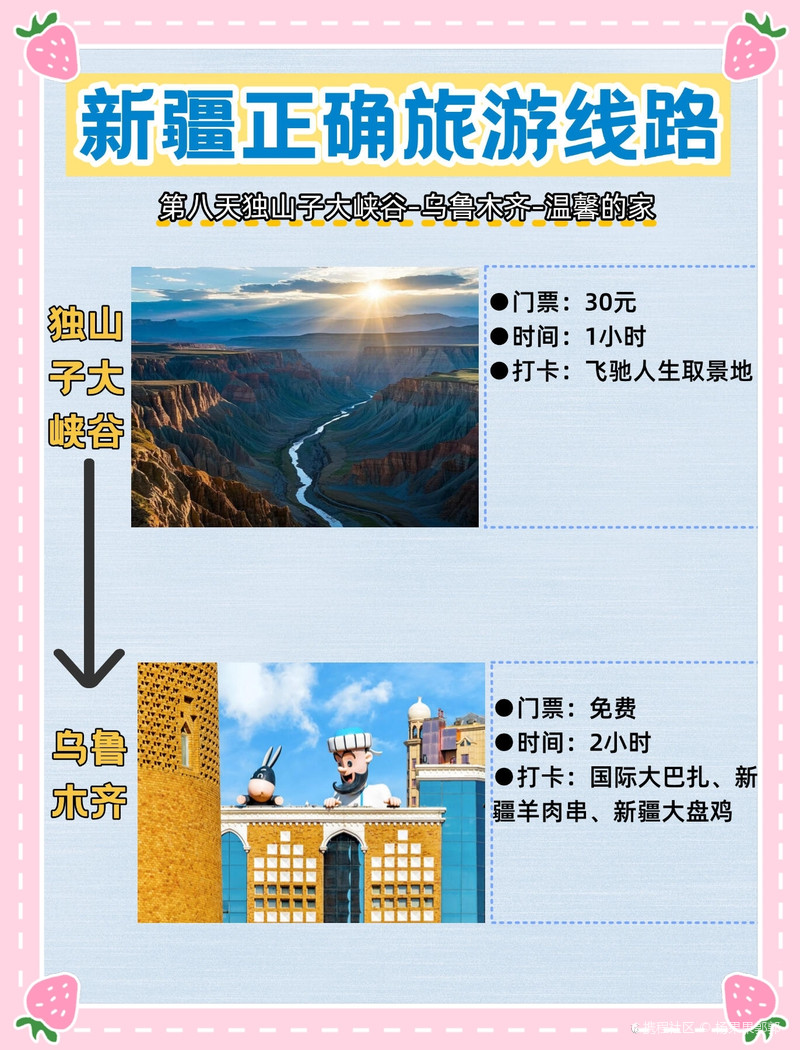 新疆正确旅游线路
第八天独山子大峡谷-乌鲁木齐-温馨的家
独山
子大
峡谷
●门票：30元
●时间：1小时
●打卡：飞驰人生取景地
乌鲁
木齐
●门票：免费
●时间：2小时
●打卡：国际大巴扎、新
疆羊肉串、新疆大盘鸡